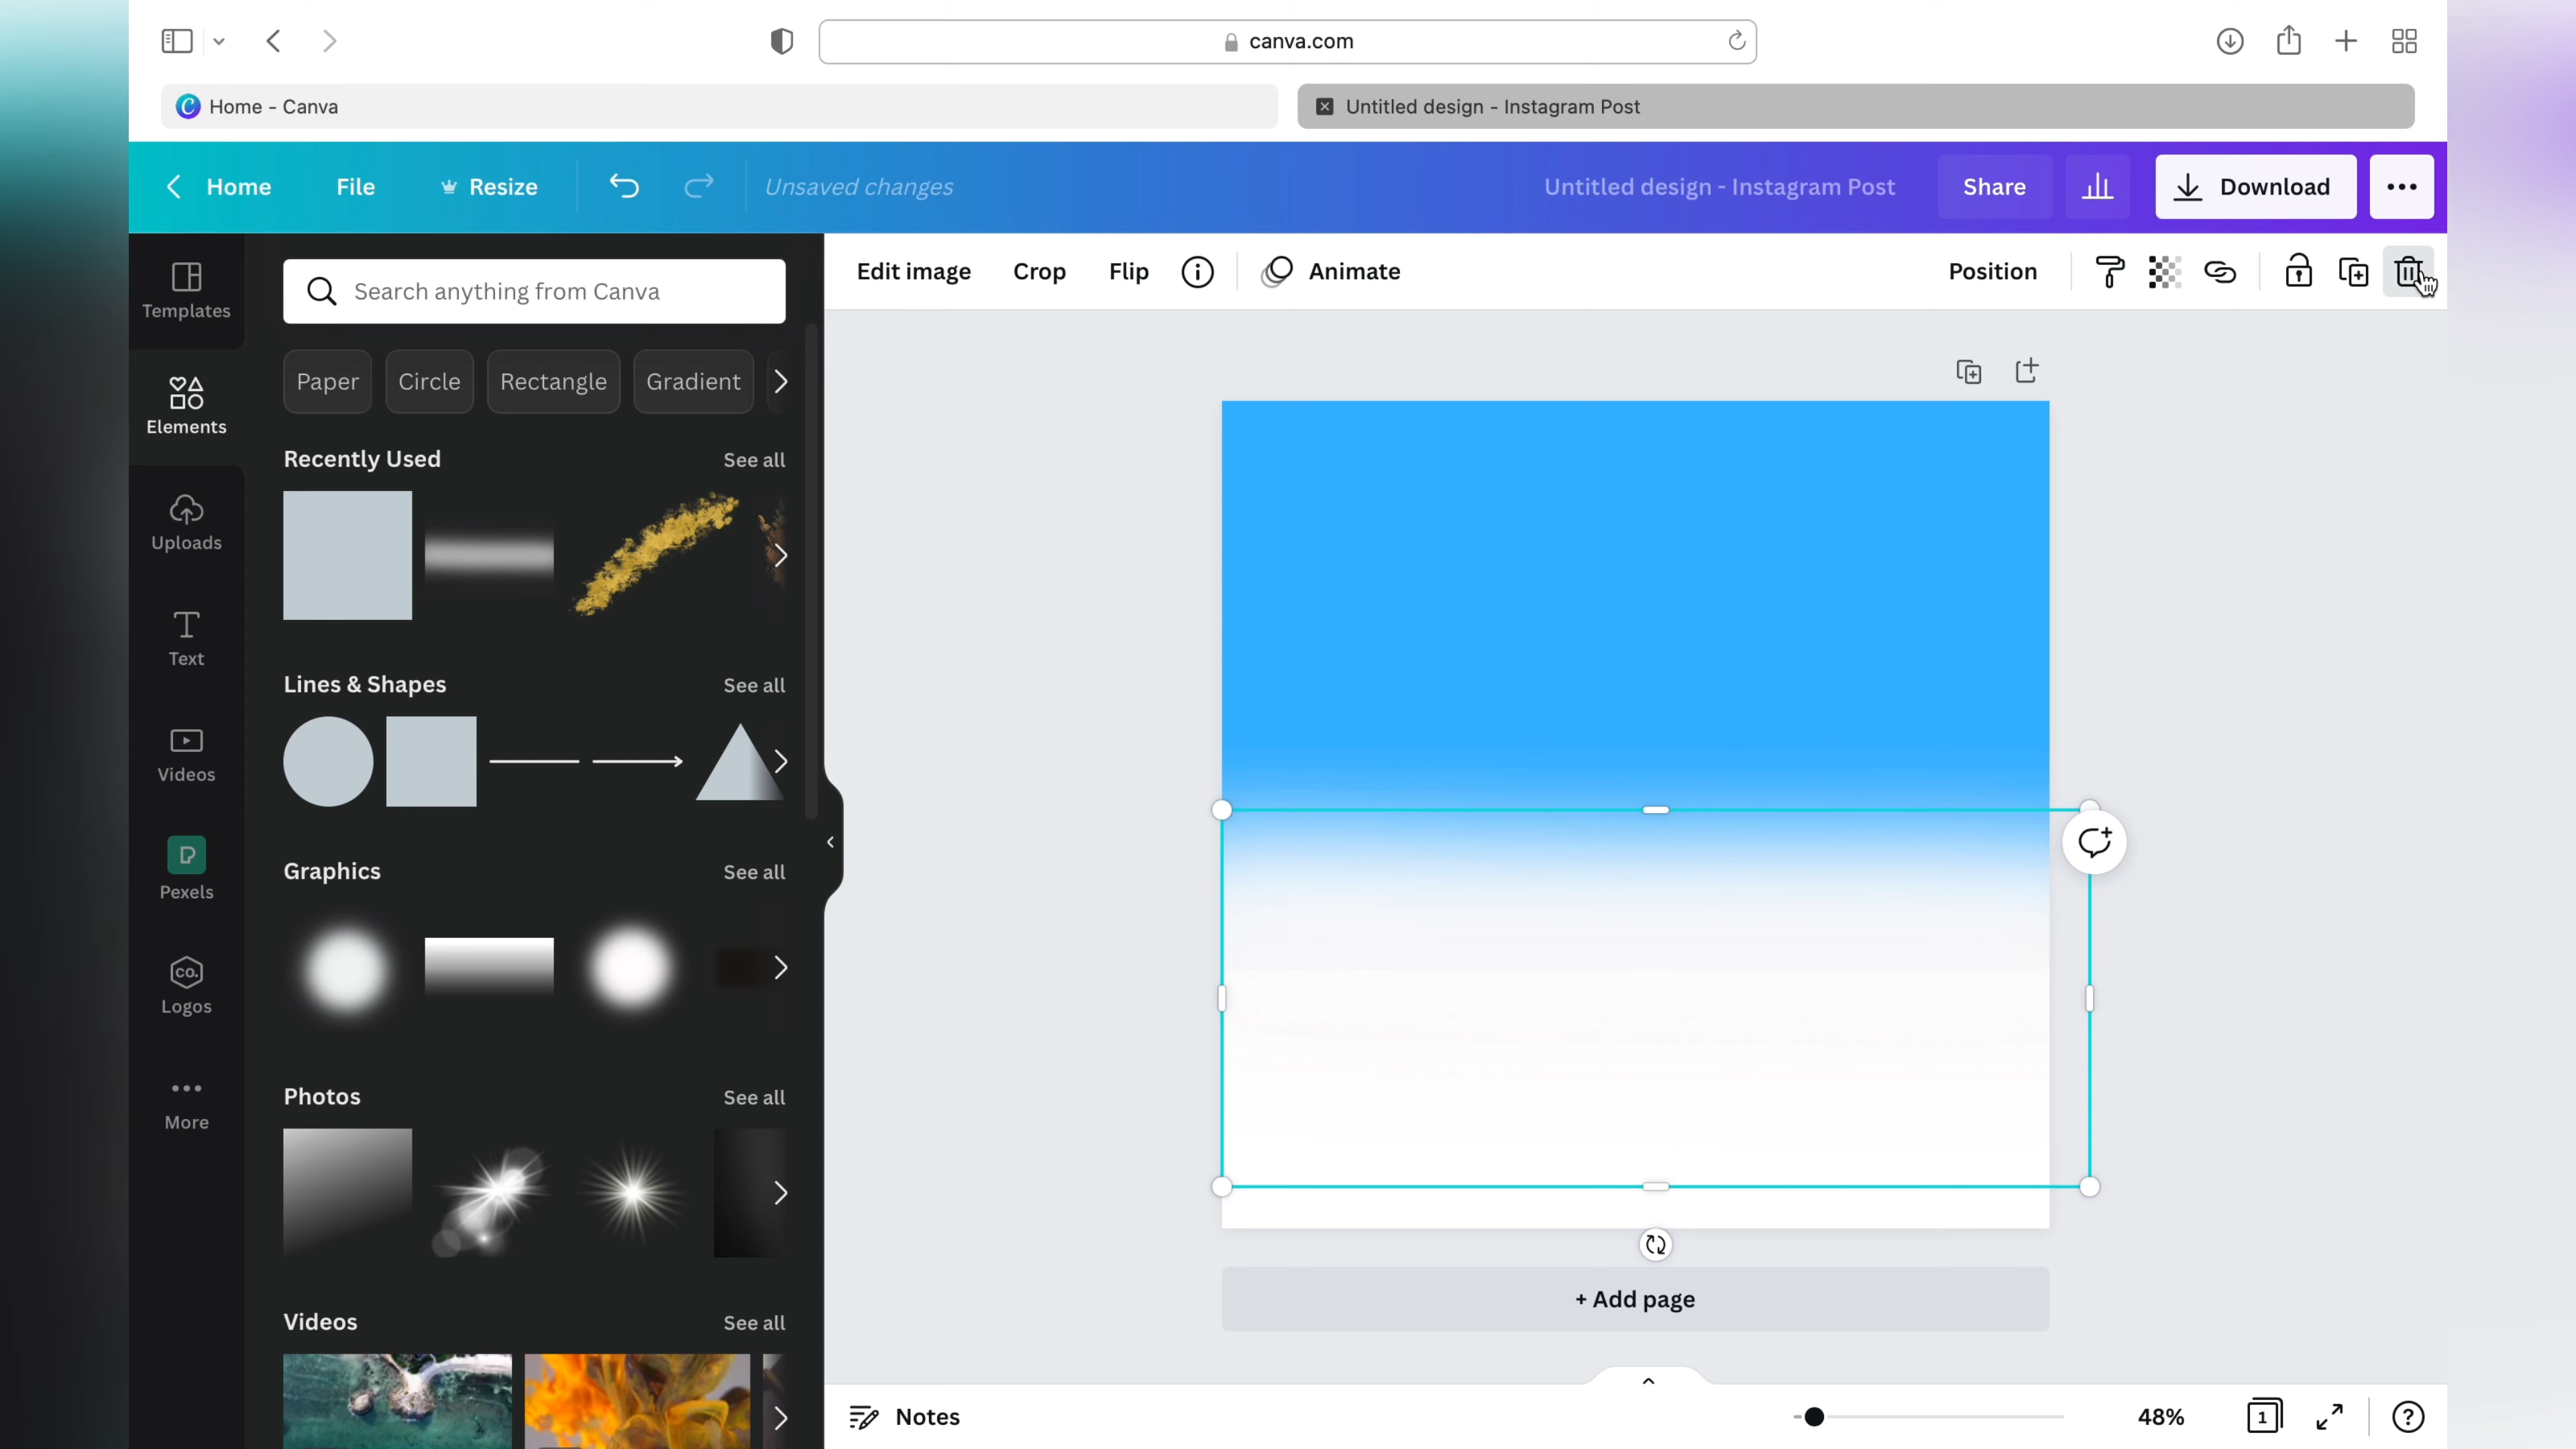 canva.com
Home - Canva
Untitled design - Instagram Post
Home
File
Resize
Unsaved changes
Untitled design - Instagram Post
Share
Download
Templates
Search anything from Canva
Edit image
Crop
Flip
Animate
Position
Paper
Circle
Rectangle
Gradient
Elements
Recently Used
See all
Uploads
Text
Lines & Shapes
See all
Videos
Pexels
Graphics
See all
CO.
Logos
Photos
See all
More
Videos
See all
+ Add page
Notes
48%
1
?